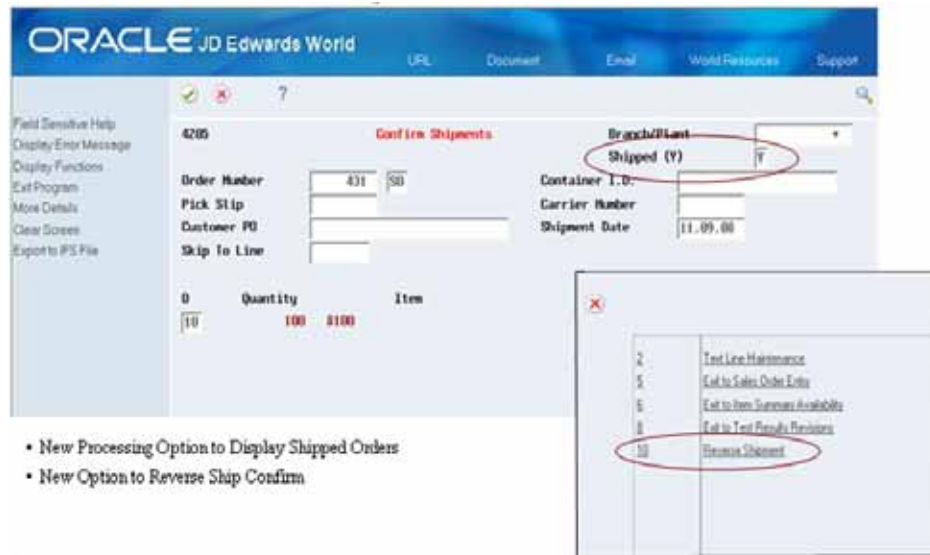 ORACLE JD Edwards World
URL Document Email World Resources Support
?
Field Sensitive Help
Display Error Message
Display Functions
Exit Program
More Details
Clear Screen
Export to IFS File
4205 Confirm Shipments Branch/Plant *
Shipped (Y) Y
Order Number 431 SO Container I.D.
Pick Slip Carrier Number
Customer PO Shipment Date 11.09.08
Skip To Line
O Quantity Item
10 100 8100
2 Text Line Maintenance
5 Exit to Sales Order Entry
6 Exit to Item Summary Availability
8 Exit to Test Results Revisions
10 Reverse Shipment
• New Processing Option to Display Shipped Orders
• New Option to Reverse Ship Confirm